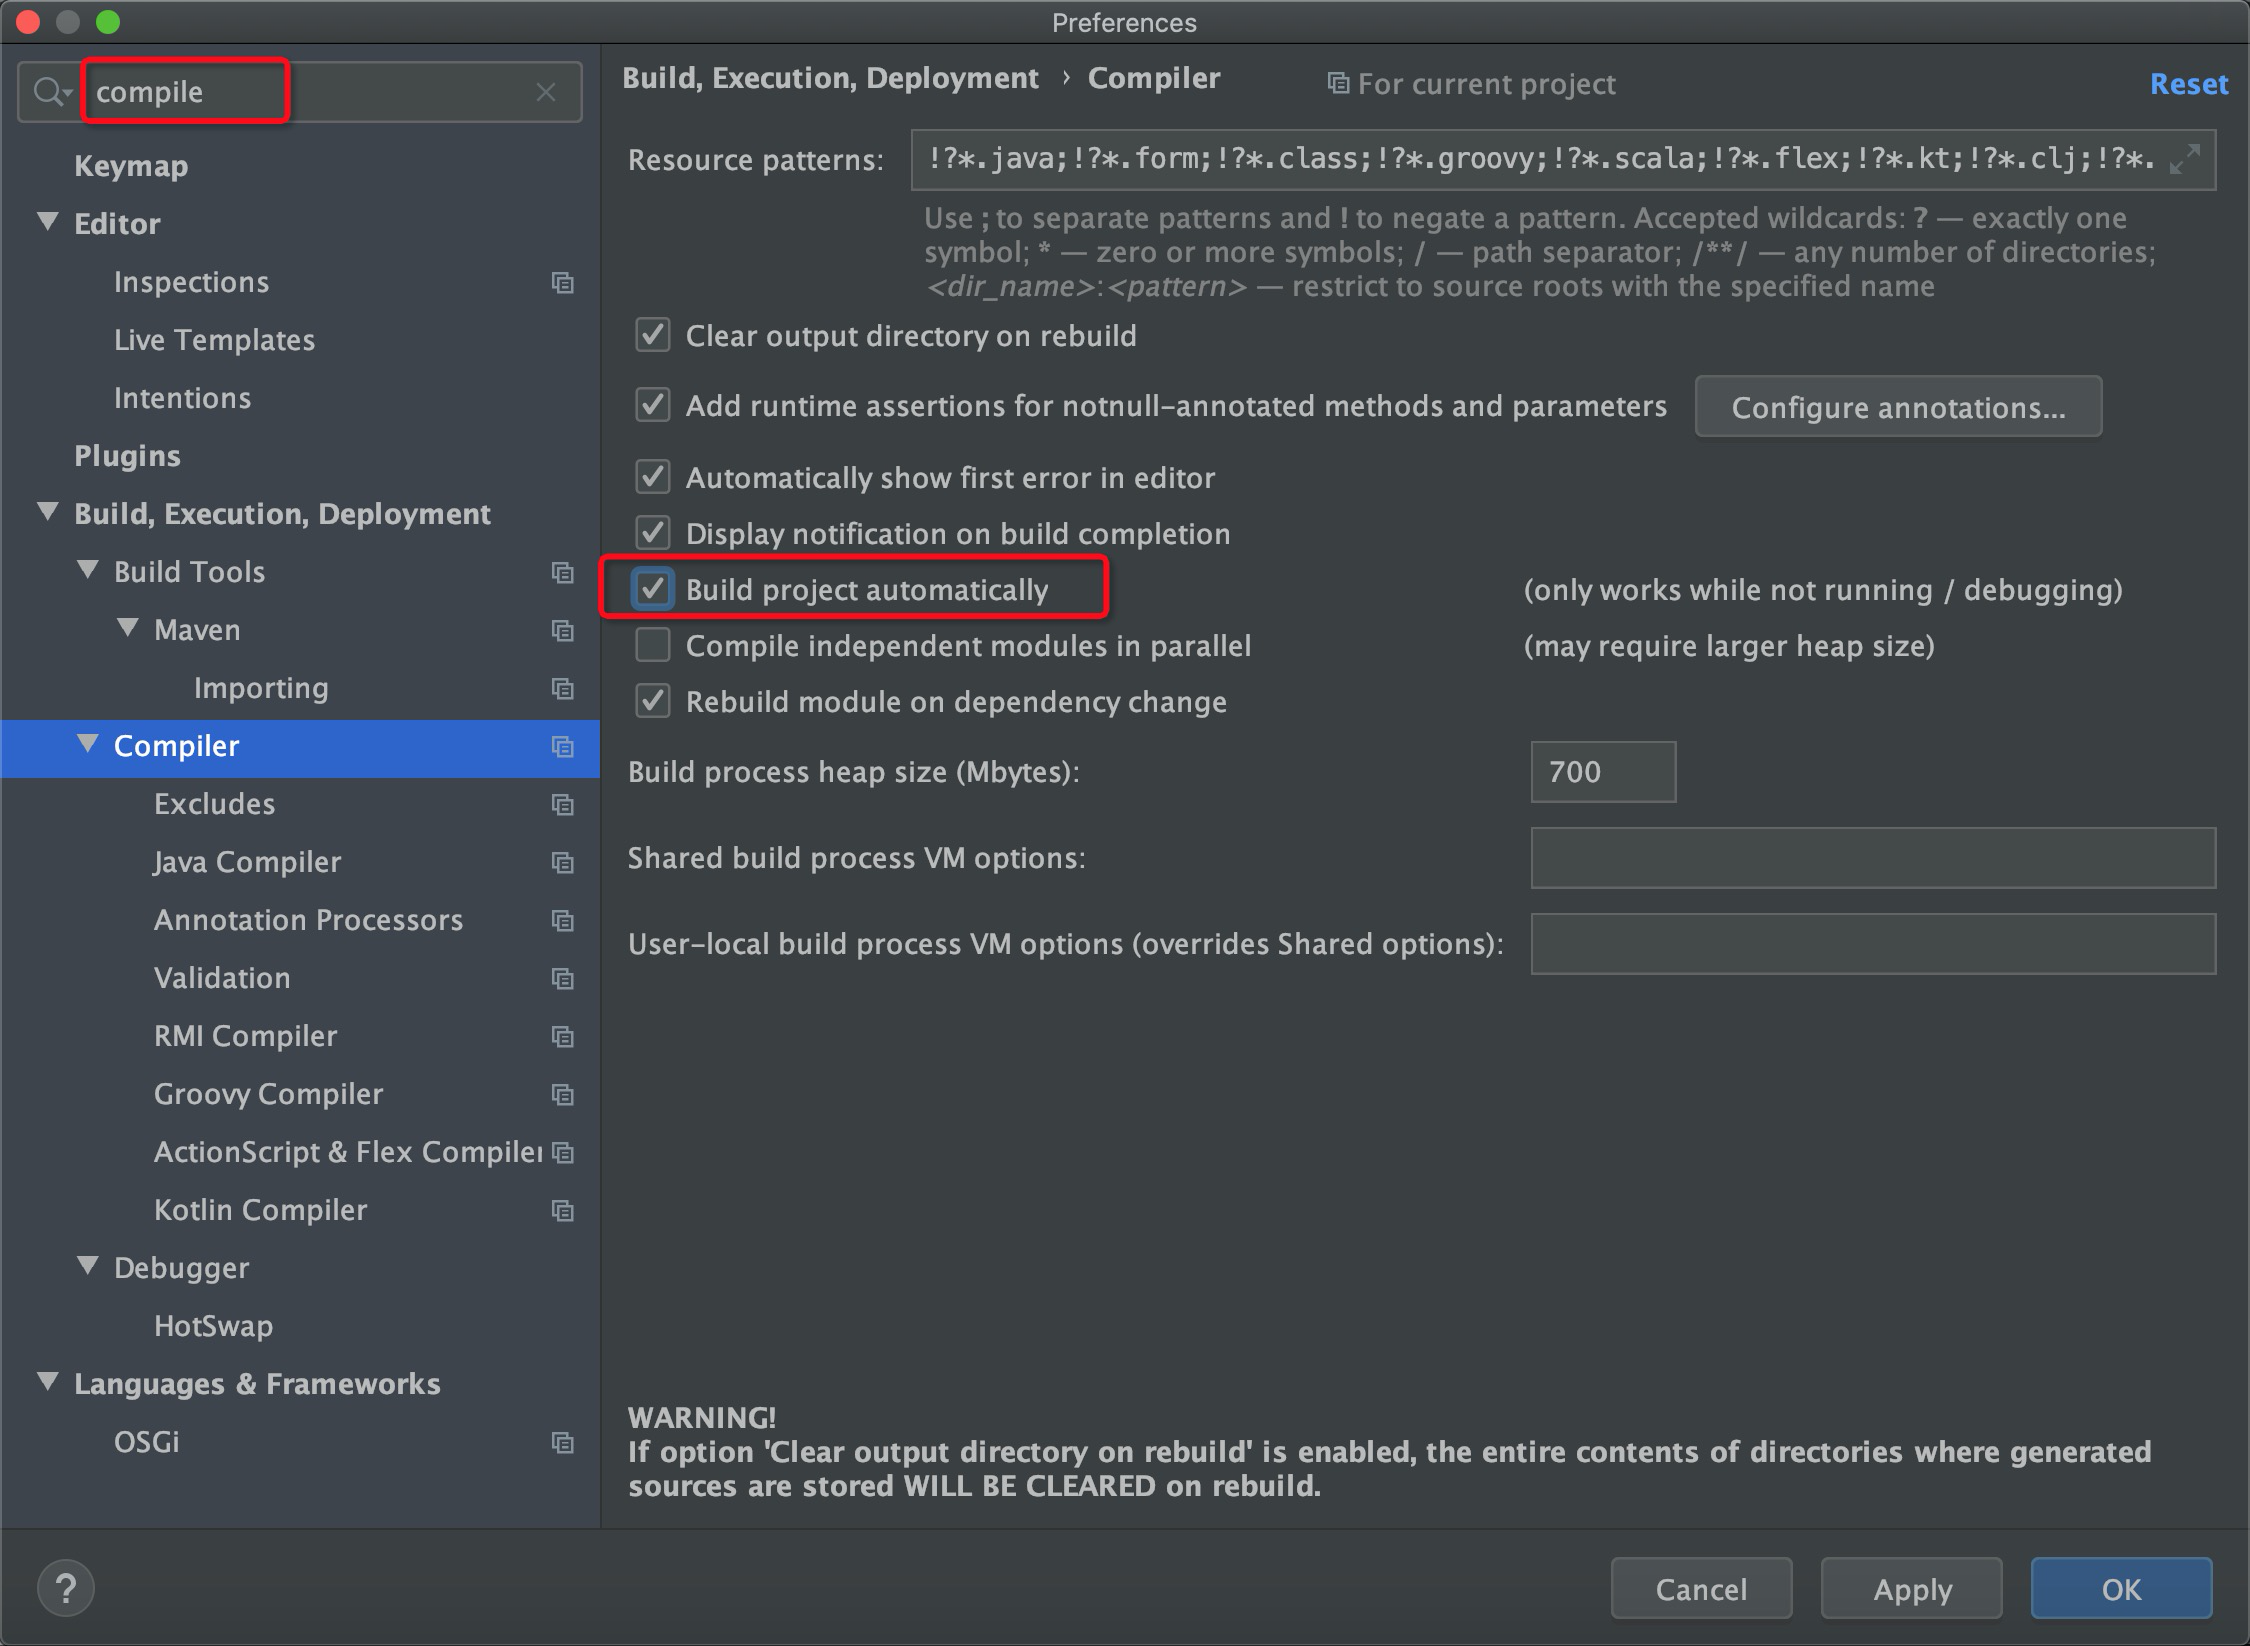 Preferences
compile
Keymap
Editor
Inspections
Live Templates
Intentions
Plugins
Build, Execution, Deployment
Build Tools
Maven
Importing
Compiler
Excludes
Java Compiler
Annotation Processors
Validation
RMI Compiler
Groovy Compiler
ActionScript & Flex Compiler
Kotlin Compiler
Debugger
HotSwap
Languages & Frameworks
OSGi
Build, Execution, Deployment › Compiler
For current project
Reset
Resource patterns: !?*.java;!?*.form;!?*.class;!?*.groovy;!?*.scala;!?*.flex;!?*.kt;!?*.clj;!?*.
Use ; to separate patterns and ! to negate a pattern. Accepted wildcards: ? — exactly one
symbol; * — zero or more symbols; / — path separator; /**/ — any number of directories;
<dir_name>:<pattern> — restrict to source roots with the specified name
Clear output directory on rebuild
Add runtime assertions for notnull-annotated methods and parameters
Configure annotations...
Automatically show first error in editor
Display notification on build completion
Build project automatically (only works while not running / debugging)
Compile independent modules in parallel (may require larger heap size)
Rebuild module on dependency change
Build process heap size (Mbytes): 700
Shared build process VM options:
User-local build process VM options (overrides Shared options):
WARNING!
If option 'Clear output directory on rebuild' is enabled, the entire contents of directories where generated
sources are stored WILL BE CLEARED on rebuild.
?
Cancel
Apply
OK